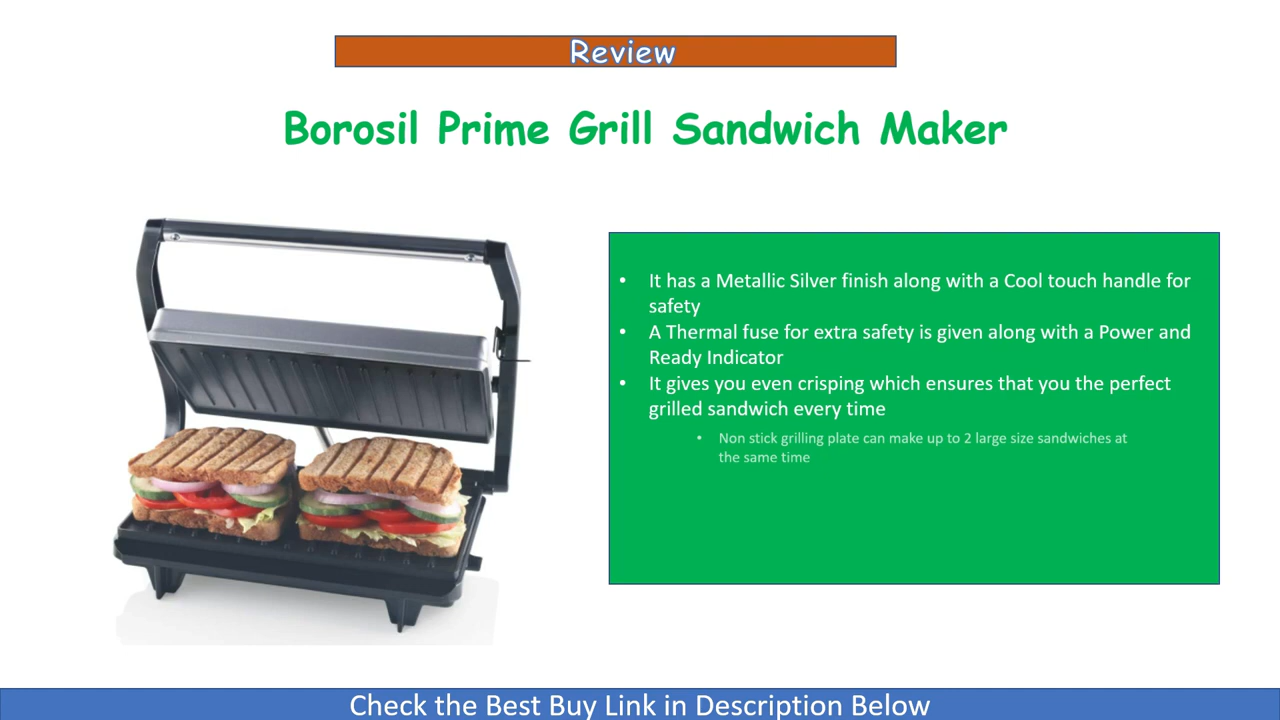 Review
Borosil Prime Grill Sandwich Maker
• It has a Metallic Silver finish along with a Cool touch handle for
safety
• A Thermal fuse for extra safety is given along with a Power and
Ready Indicator
• It gives you even crisping which ensures that you the perfect
grilled sandwich every time
• Non stick grilling plate can make up to 2 large size sandwiches at
the same time
Check the Best Buy Link in Description Below